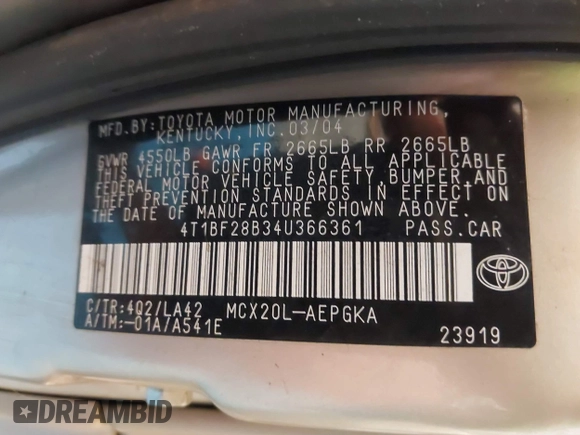 MFD.BY:TOYOTA MOTOR MANUFACTURING,
KENTUCKY, INC. 03/04
GVWR 4550LB GAWR FR 2665LB RR 2665LB
THIS VEHICLE CONFORMS TO ALL APPLICABLE
FEDERAL MOTOR VEHICLE SAFETY, BUMPER AND
THEFT PREVENTION STANDARDS IN EFFECT ON
THE DATE OF MANUFACTURE SHOWN ABOVE.
4T1BF28B34U366361 PASS.CAR
C/TR:4Q2/LA42 MCX20L-AEPGKA
A/TM:-01A/A541E
23919
DREAMBID